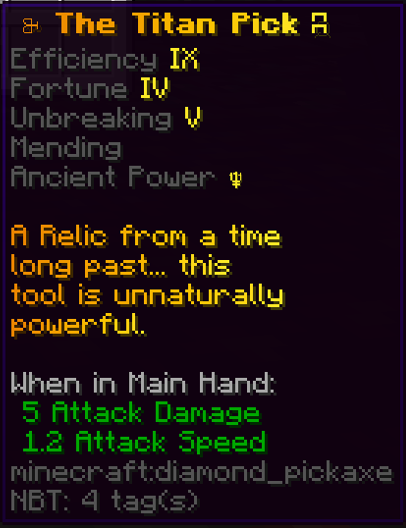 The Titan Pick
Efficiency IX
Fortune IV
Unbreaking V
Mending
Ancient Power
A Relic from a time
long past... this
tool is unnaturally
powerful.
When in Main Hand:
5 Attack Damage
1.2 Attack Speed
minecraft:diamond_pickaxe
NBT: 4 tag(s)